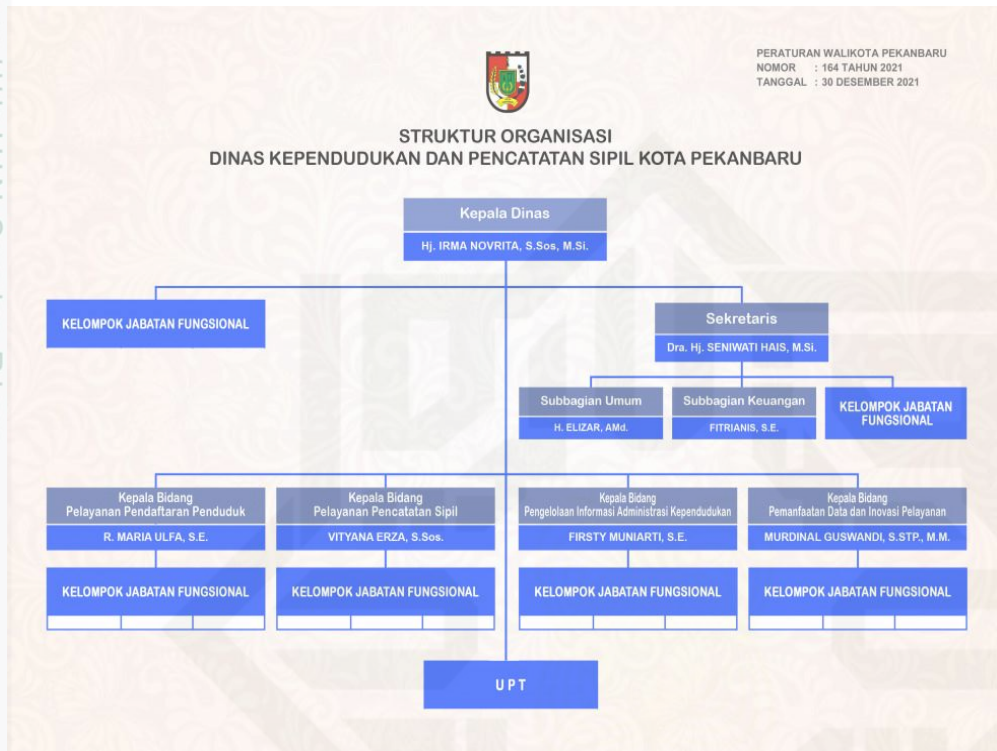 PERATURAN WALIKOTA PEKANBARU
NOMOR : 164 TAHUN 2021
TANGGAL : 30 DESEMBER 2021
STRUKTUR ORGANISASI
DINAS KEPENDUDUKAN DAN PENCATATAN SIPIL KOTA PEKANBARU
Kepala Dinas
Hj. IRMA NOVRITA, S.Sos, M.Si.
KELOMPOK JABATAN FUNGSIONAL
Sekretaris
Dra. Hj. SENIWATI HAIS, M.Si.
Subbagian Umum
H. ELIZAR, AMd.
Subbagian Keuangan
FITRIANIS, S.E.
KELOMPOK JABATAN
FUNGSIONAL
Kepala Bidang
Pelayanan Pendaftaran Penduduk
R. MARIA ULFA, S.E.
KELOMPOK JABATAN FUNGSIONAL
Kepala Bidang
Pelayanan Pencatatan Sipil
VITYANA ERZA, S.Sos.
KELOMPOK JABATAN FUNGSIONAL
Kepala Bidang
Pengelolaan Informasi Administrasi Kependudukan
FIRSTY MUNIARTI, S.E.
KELOMPOK JABATAN FUNGSIONAL
Kepala Bidang
Pemanfaatan Data dan Inovasi Pelayanan
MURDINAL GUSWANDI, S.STP., M.M.
KELOMPOK JABATAN FUNGSIONAL
UPT